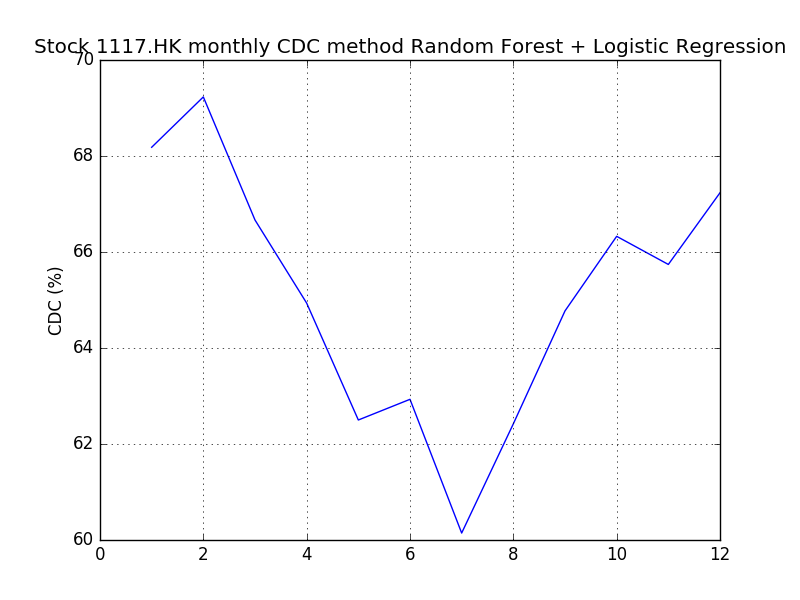 Stock 1117.HK monthly CDC method Random Forest + Logistic Regression
70
68
66
64
62
60
CDC (%)
0 2 4 6 8 10 12